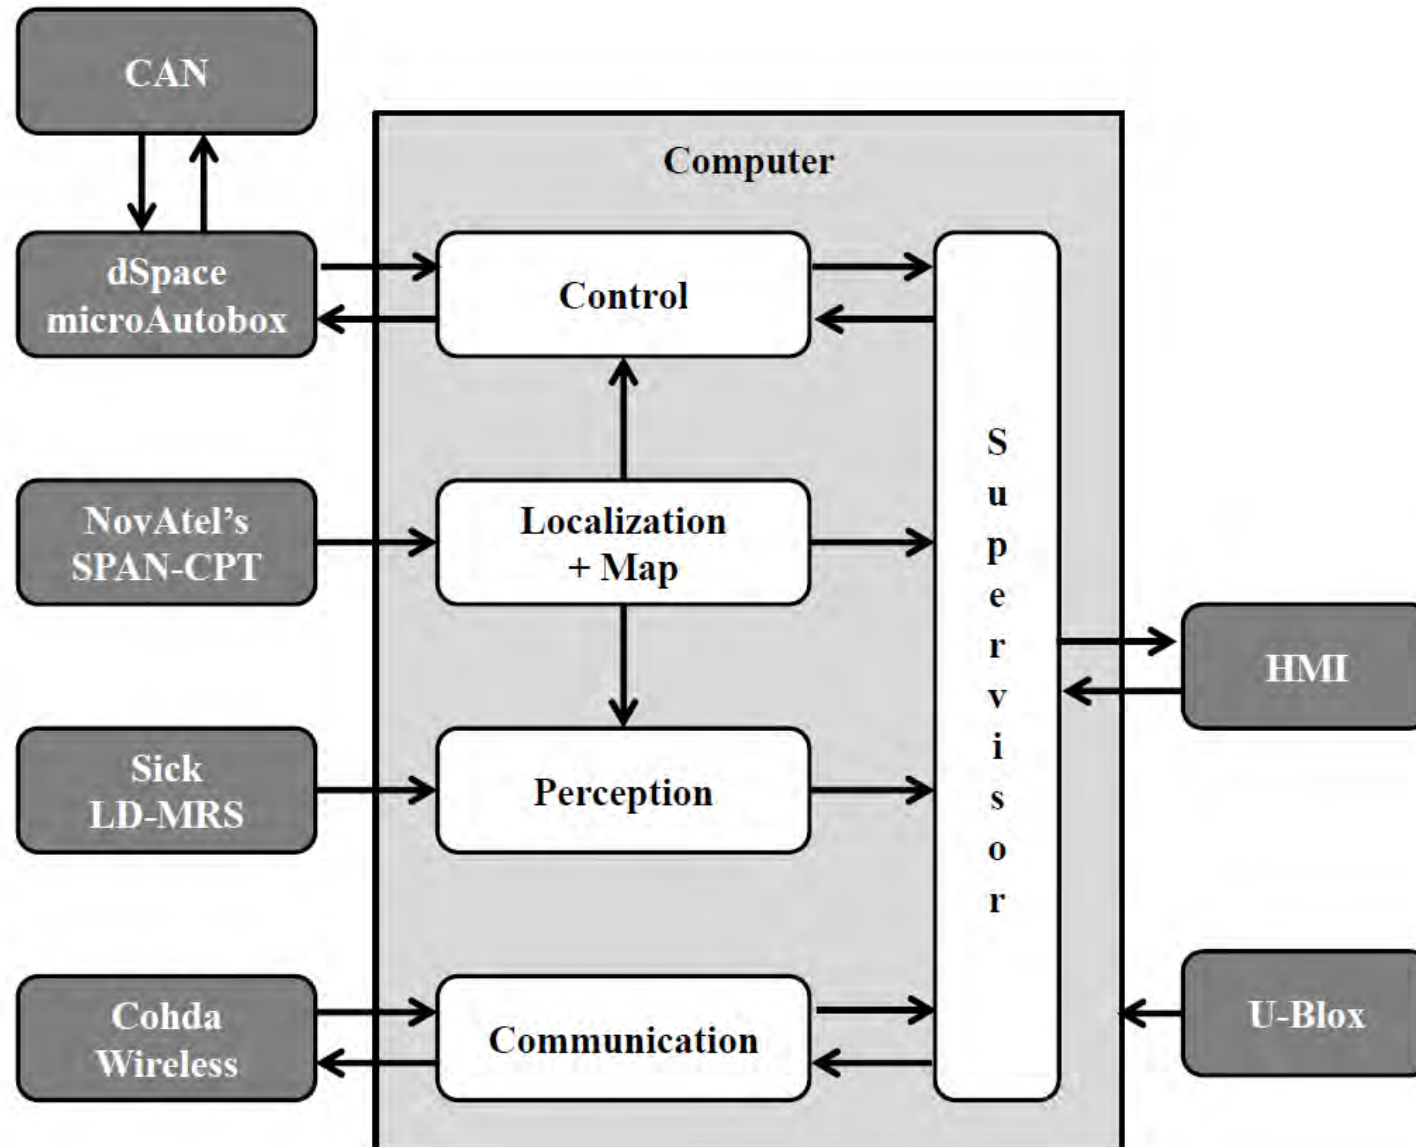 CAN
Computer
dSpace
microAutobox
Control
NovAtel’s
SPAN-CPT
Localization
+ Map
Supervisor
HMI
Sick
LD-MRS
Perception
Cohda
Wireless
Communication
U-Blox